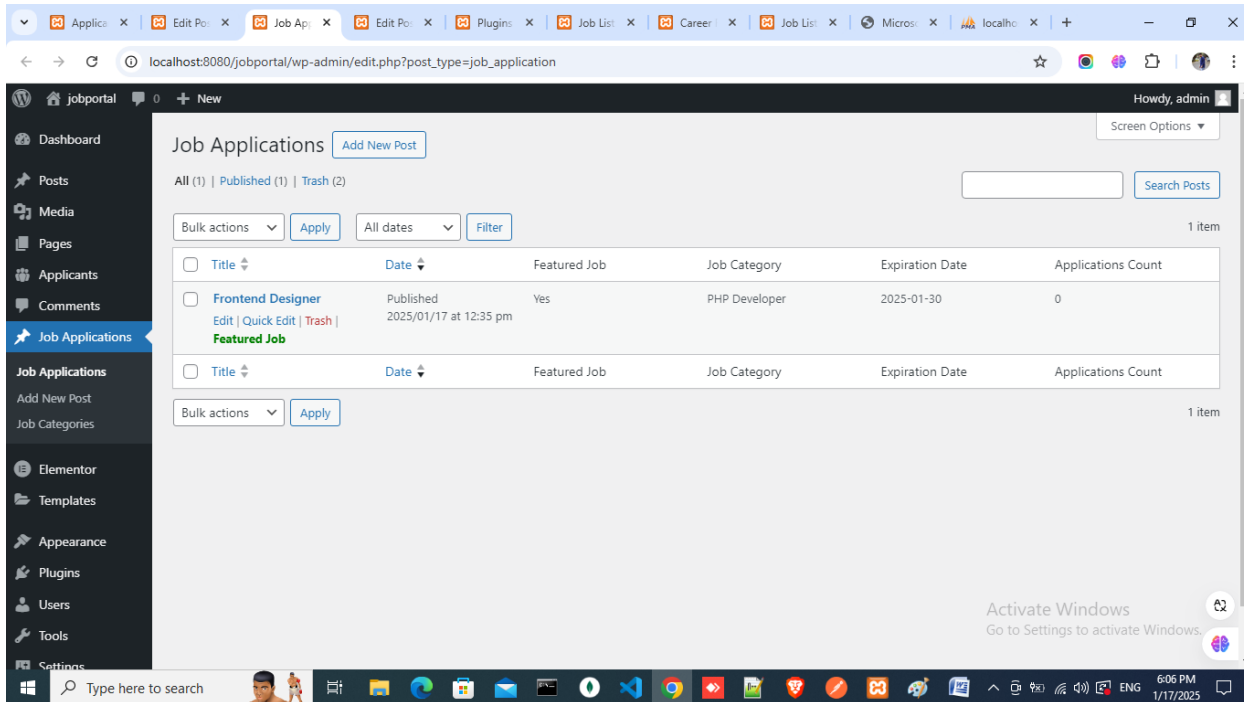 Applica
Edit Po
Job Ap
Edit Po
Plugins
Job List
Career
Job List
Micros
localho
localhost:8080/jobportal/wp-admin/edit.php?post_type=job_application
jobportal 0 + New Howdy, admin
Screen Options ▼
Dashboard
Posts
Media
Pages
Applicants
Comments
Job Applications
Job Applications
Add New Post
Job Categories
Elementor
Templates
Appearance
Plugins
Users
Tools
Settings
Job Applications Add New Post
All (1) | Published (1) | Trash (2)
Search Posts
Bulk actions Apply All dates Filter 1 item
Title Date Featured Job Job Category Expiration Date Applications Count
Frontend Designer Published Yes PHP Developer 2025-01-30 0
2025/01/17 at 12:35 pm
Edit | Quick Edit | Trash |
Featured Job
Title Date Featured Job Job Category Expiration Date Applications Count
Bulk actions Apply 1 item
Activate Windows
Go to Settings to activate Windows.
Type here to search
ENG
6:06 PM
1/17/2025